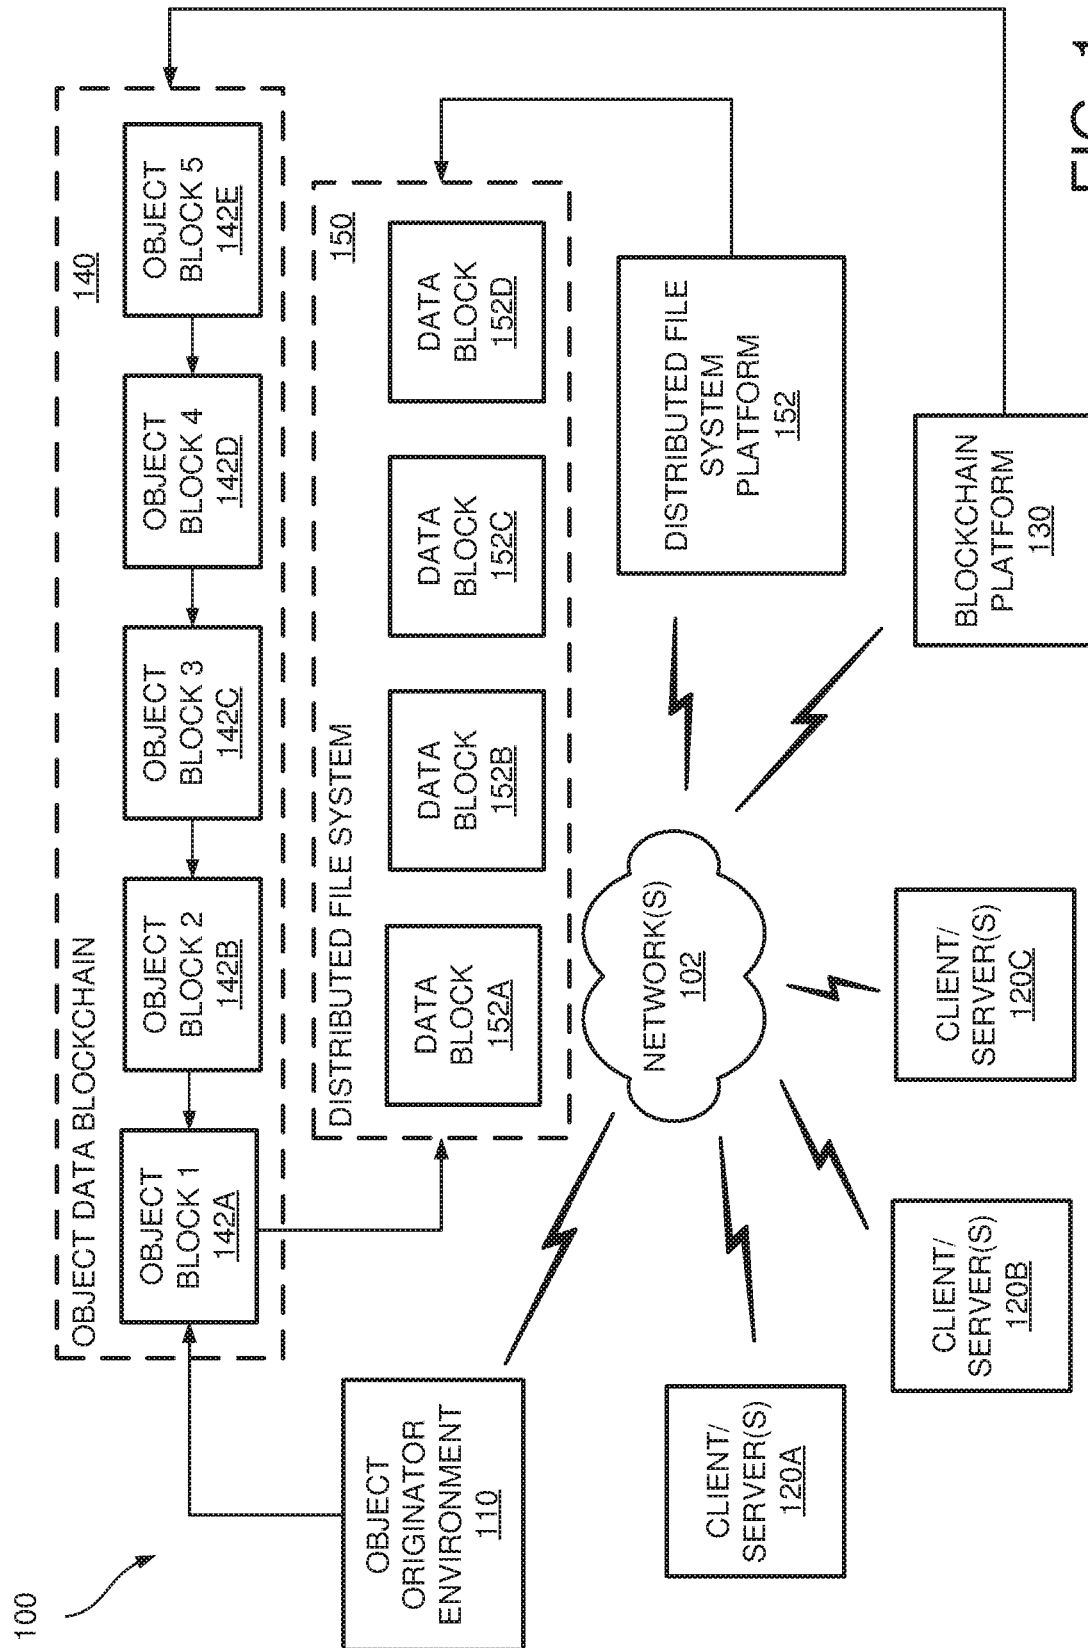 100
OBJECT DATA BLOCKCHAIN
140
OBJECT
BLOCK 1
142A
OBJECT
BLOCK 2
142B
OBJECT
BLOCK 3
142C
OBJECT
BLOCK 4
142D
OBJECT
BLOCK 5
142E
DISTRIBUTED FILE SYSTEM
150
DATA
BLOCK
152A
DATA
BLOCK
152B
DATA
BLOCK
152C
DATA
BLOCK
152D
OBJECT
ORIGINATOR
ENVIRONMENT
110
NETWORK(S)
102
DISTRIBUTED FILE
SYSTEM
PLATFORM
152
CLIENT/
SERVER(S)
120A
CLIENT/
SERVER(S)
120B
CLIENT/
SERVER(S)
120C
BLOCKCHAIN
PLATFORM
130